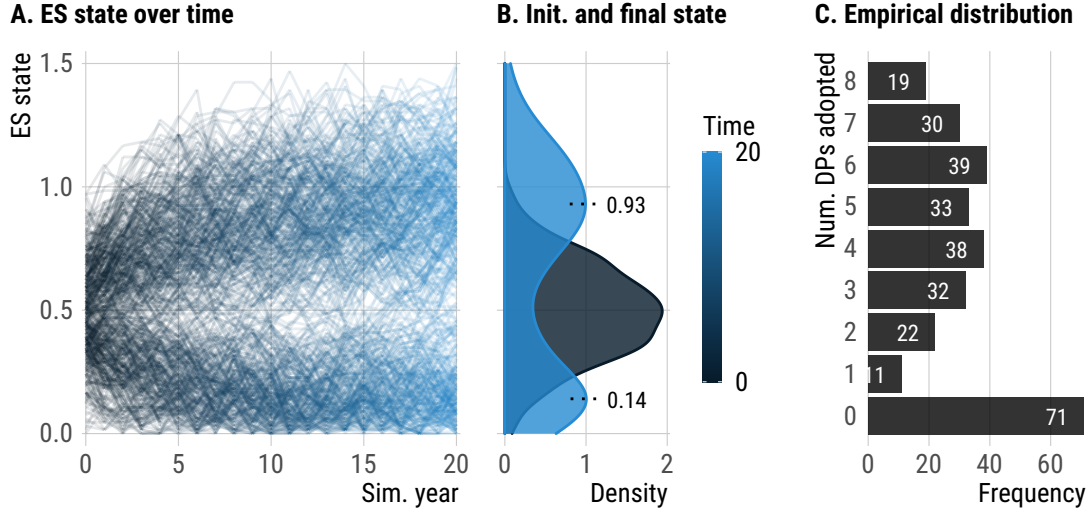 A. ES state over time
ES state
1.5
1.0
0.5
0.0
0 5 10 15 20
Sim. year
B. Init. and final state
0.93
0.14
0 1 2
Density
Time
20
0
C. Empirical distribution
Num. DPs adopted
8 19
7 30
6 39
5 33
4 38
3 32
2 22
1 11
0 71
0 20 40 60
Frequency